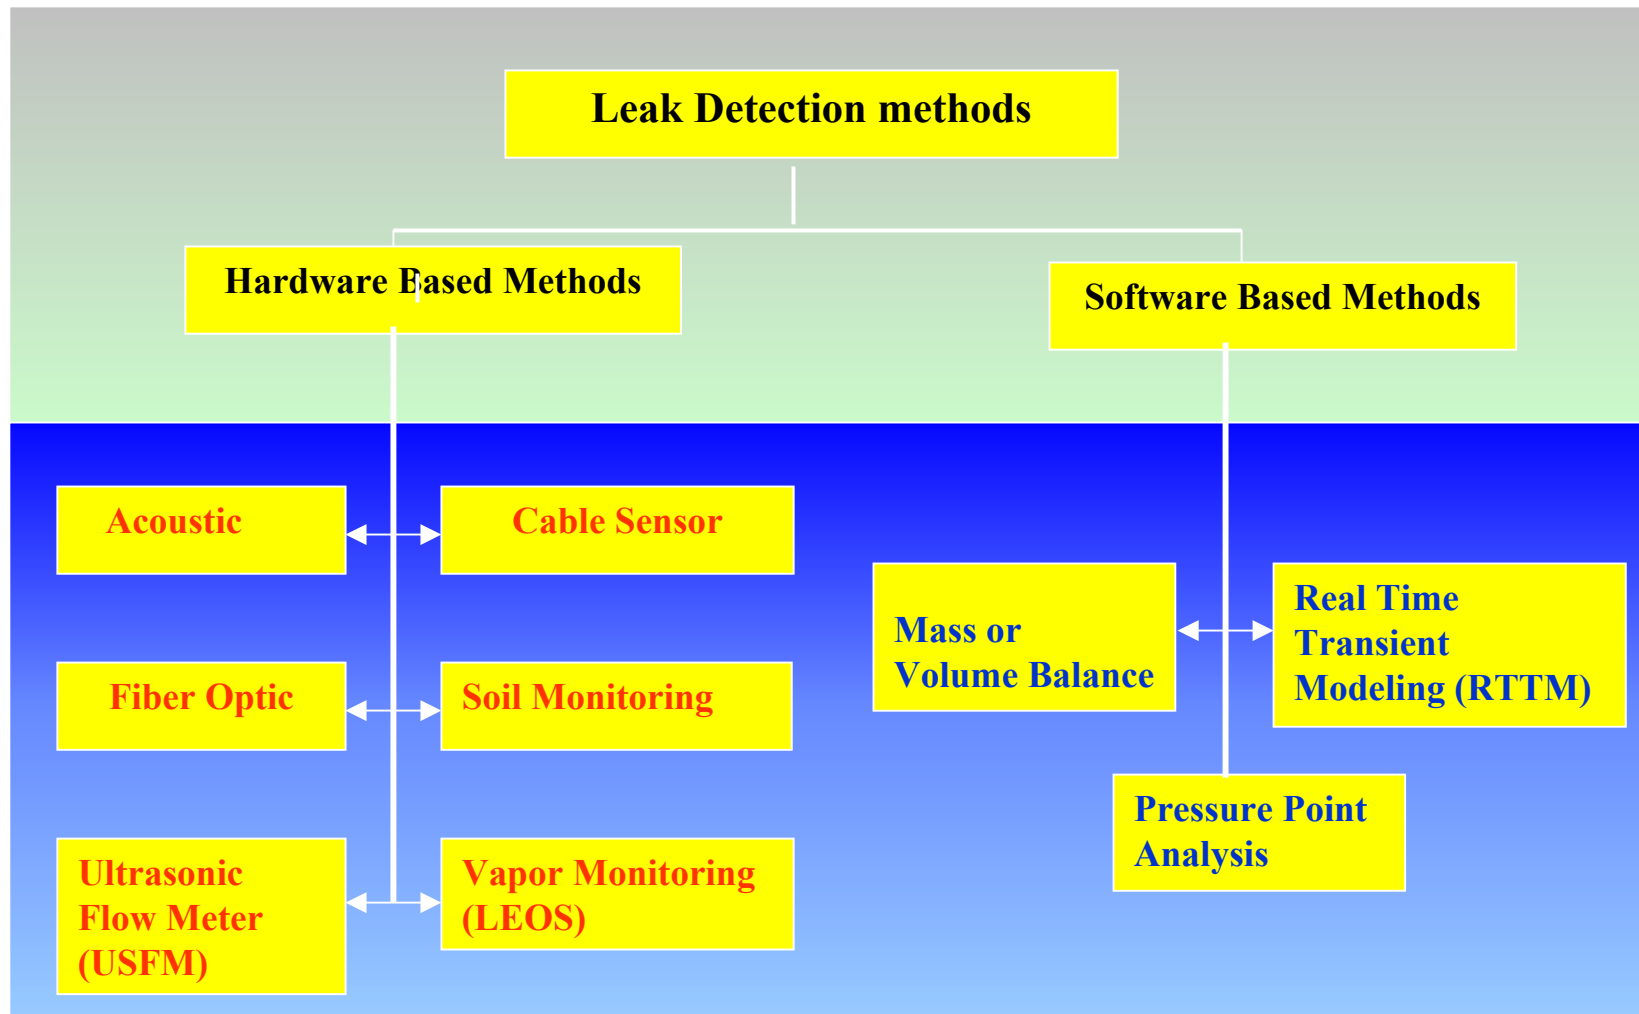 Leak Detection methods
Hardware Based Methods
Software Based Methods
Acoustic
Cable Sensor
Fiber Optic
Soil Monitoring
Ultrasonic
Flow Meter
(USFM)
Vapor Monitoring
(LEOS)
Mass or
Volume Balance
Real Time
Transient
Modeling (RTTM)
Pressure Point
Analysis